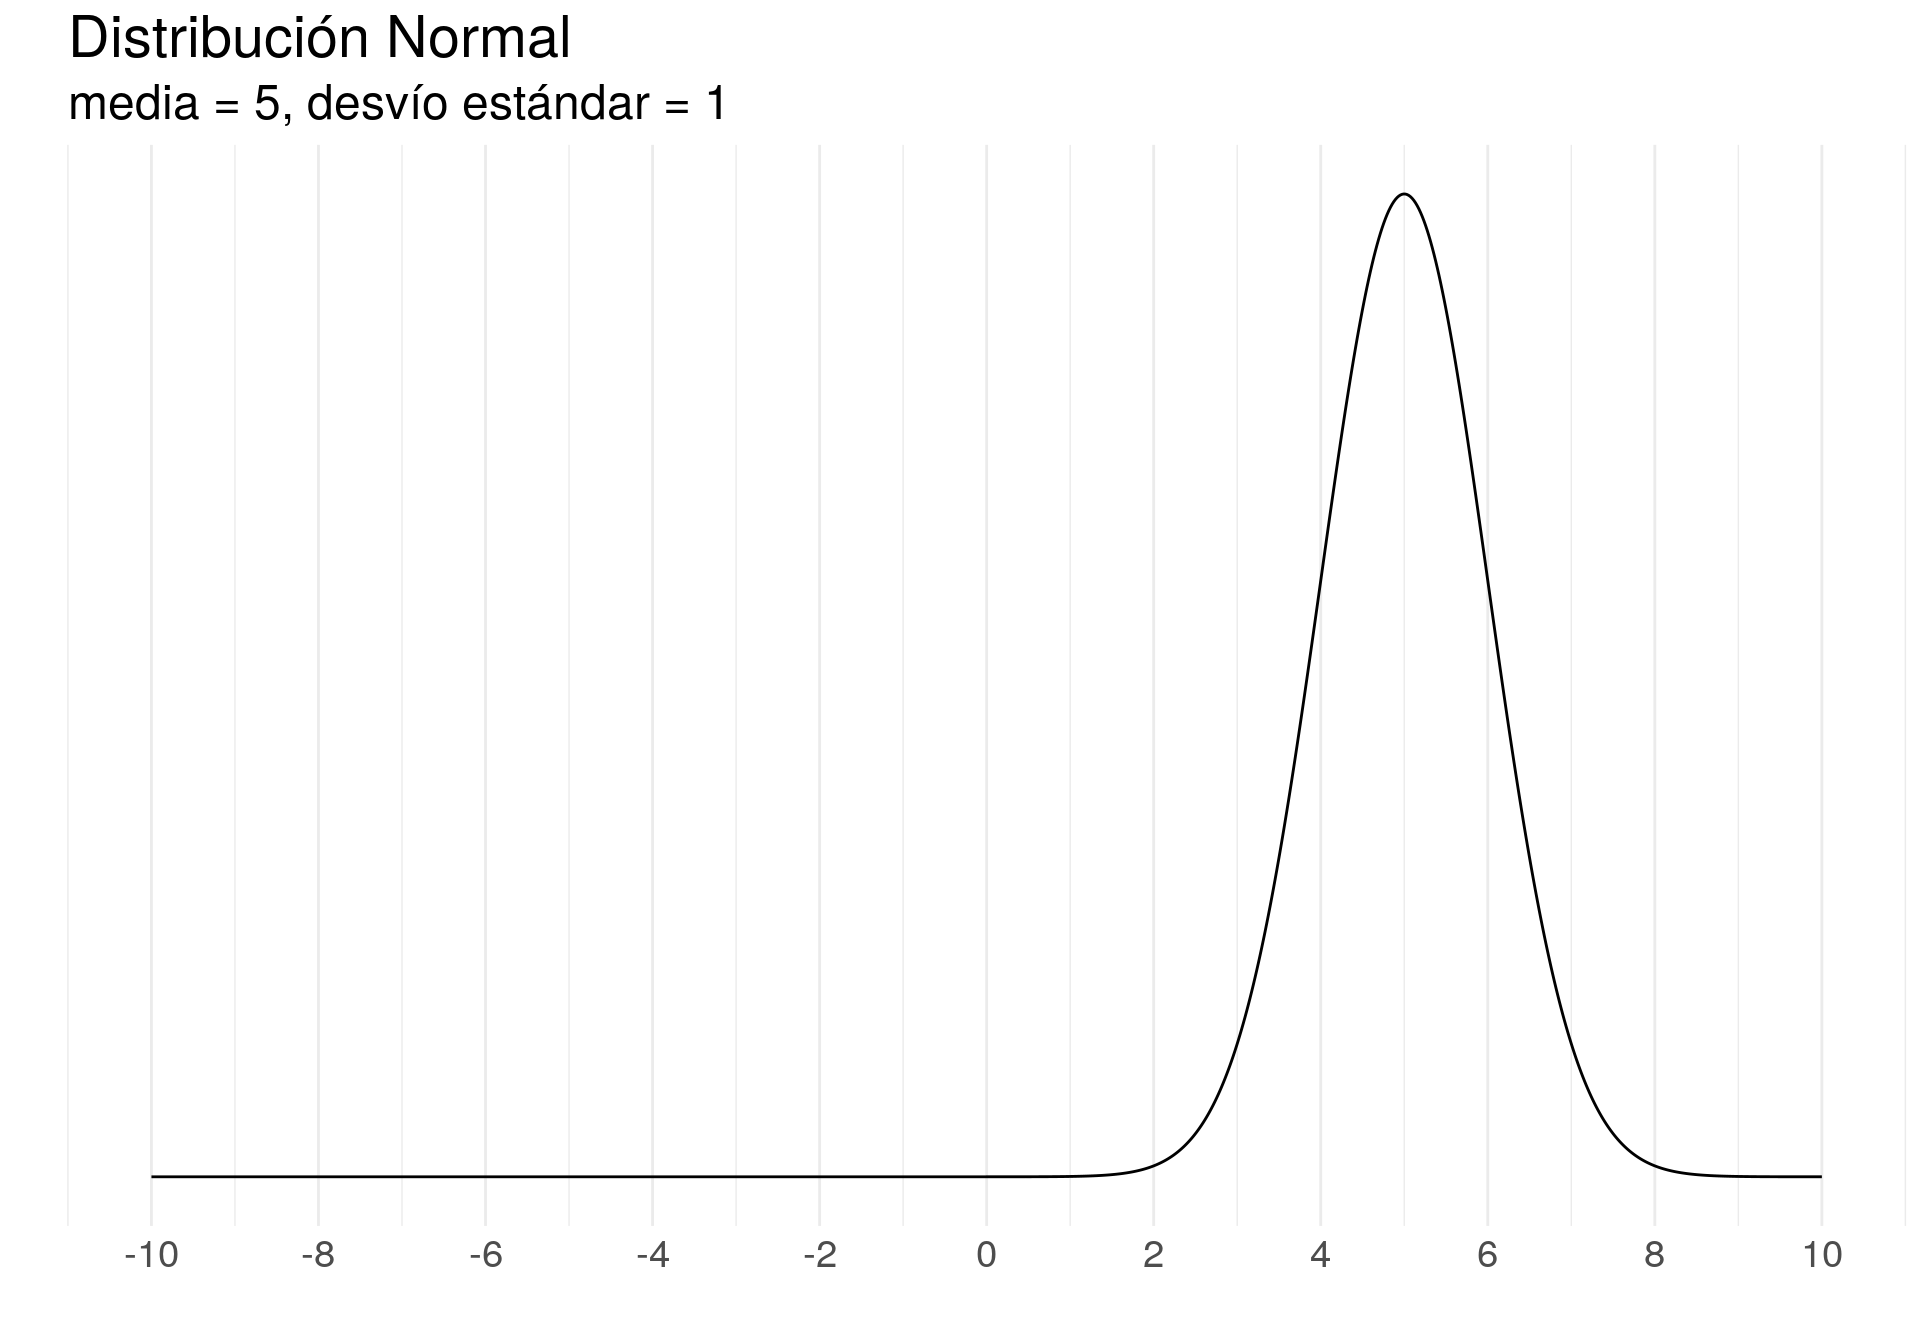 Distribución Normal
media = 5, desvío estándar = 1
-10 -8 -6 -4 -2 0 2 4 6 8 10